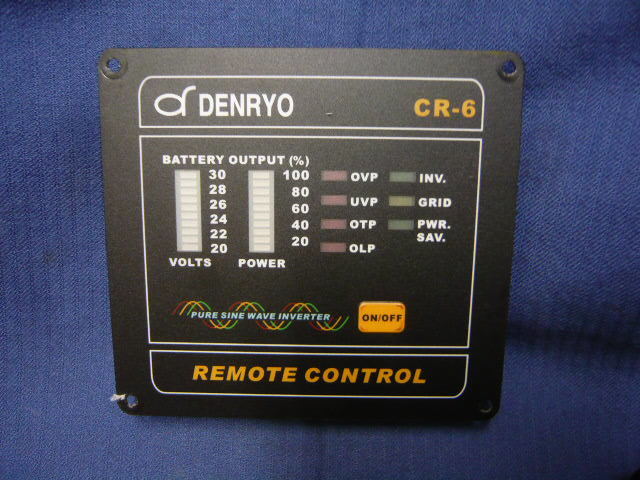 DENRYO CR-6
BATTERY OUTPUT (%)
30 100 OVP INV.
28 80
26 60 UVP GRID
24 40 OTP PWR.
22 20 SAV.
20 OLP
VOLTS POWER
PURE SINE WAVE INVERTER ON/OFF
REMOTE CONTROL